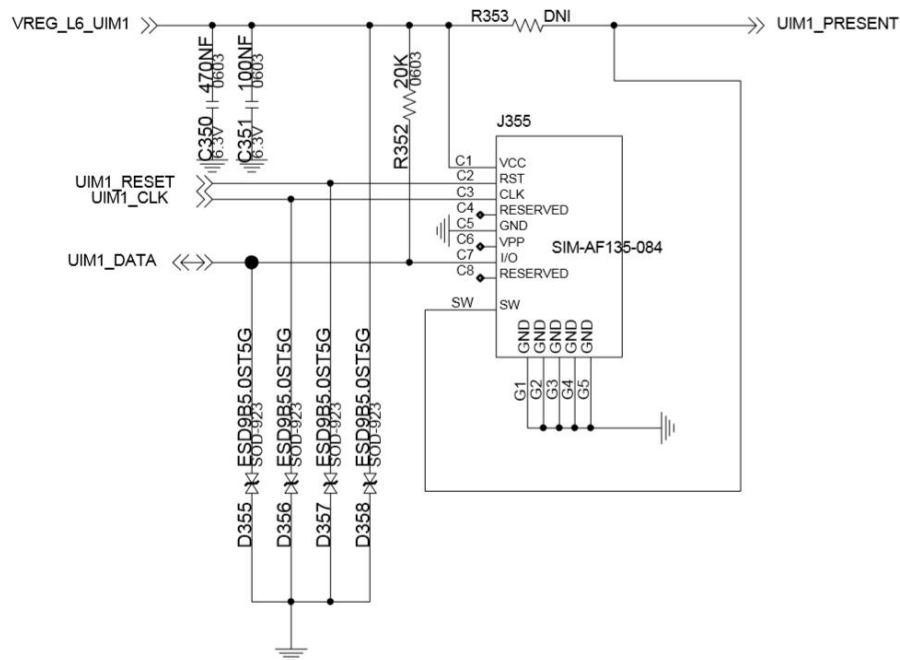 VREG_L6_UIM1
R353
DNI
UIM1_PRESENT
C350
470NF
0603
6.3V
C351
100NF
0603
6.3V
R352
20K
0603
J355
C1
VCC
UIM1_RESET
C2
RST
UIM1_CLK
C3
CLK
C4
RESERVED
C5
GND
C6
VPP
SIM-AF135-084
UIM1_DATA
C7
I/O
C8
RESERVED
SW
SW
GND
GND
GND
GND
GND
G1
G2
G3
G4
G5
D355
ESD9B5.0ST5G
SOD-923
D356
ESD9B5.0ST5G
SOD-923
D357
ESD9B5.0ST5G
SOD-923
D358
ESD9B5.0ST5G
SOD-923